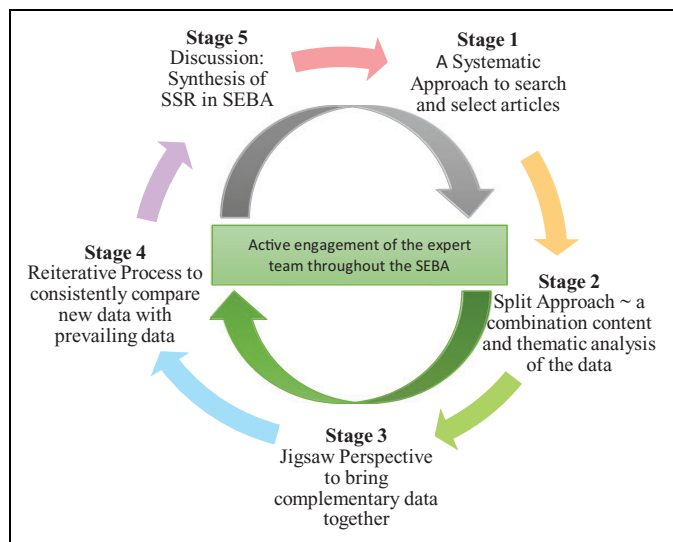 Stage 1
A Systematic
Approach to search
and select articles
Stage 2
Split Approach ~ a
combination content
and thematic analysis
of the data
Stage 3
Jigsaw Perspective
to bring
complementary data
together
Stage 4
Reiterative Process to
consistently compare
new data with
prevailing data
Stage 5
Discussion:
Synthesis of
SSR in SEBA
Active engagement of the expert
team throughout the SEBA